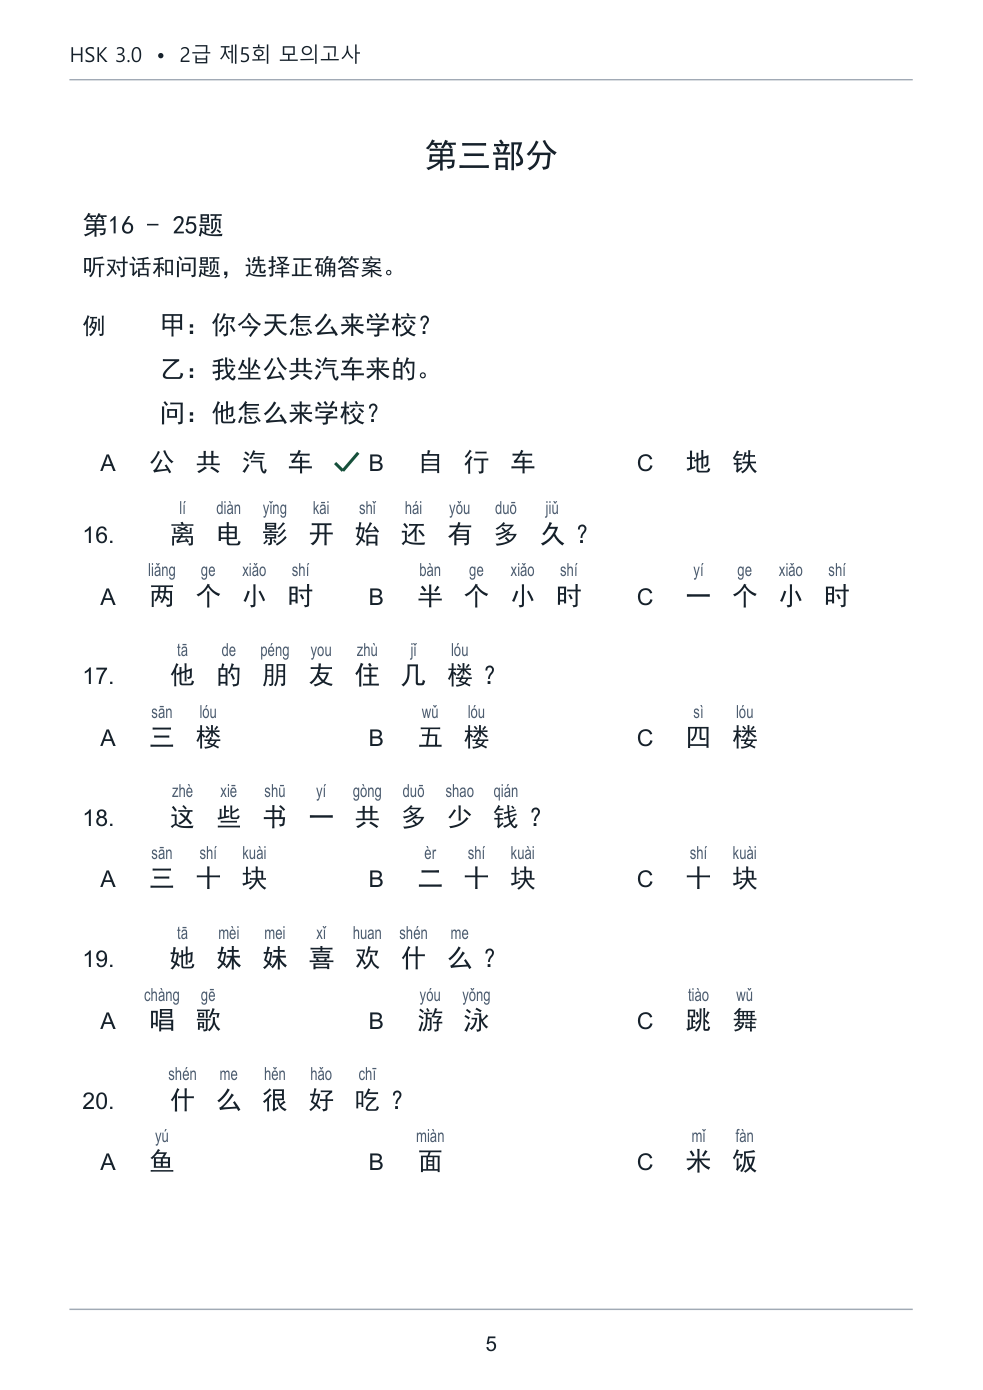 HSK 3.0 • 2급 제5회 모의고사
第三部分
第16 - 25题
听对话和问题，选择正确答案。
例 甲：你今天怎么来学校？
乙：我坐公共汽车来的。
问：他怎么来学校？
A 公共汽车 ✓ B 自行车 C 地铁
lí diàn yǐng kāi shǐ hái yǒu duō jiǔ
16. 离电影开始还有多久？
liǎng ge xiǎo shí bàn ge xiǎo shí yí ge xiǎo shí
A 两个小时 B 半个小时 C 一个小时
tā de péng you zhù jǐ lóu
17. 他的朋友住几楼？
sān lóu wǔ lóu sì lóu
A 三楼 B 五楼 C 四楼
zhè xiē shū yí gòng duō shao qián
18. 这些书一共多少钱？
sān shí kuài èr shí kuài shí kuài
A 三十块 B 二十块 C 十块
tā mèi mei xǐ huan shén me
19. 她妹妹喜欢什么？
chàng gē yóu yǒng tiào wǔ
A 唱歌 B 游泳 C 跳舞
shén me hěn hǎo chī
20. 什么很好吃？
yú miàn mǐ fàn
A 鱼 B 面 C 米饭
5